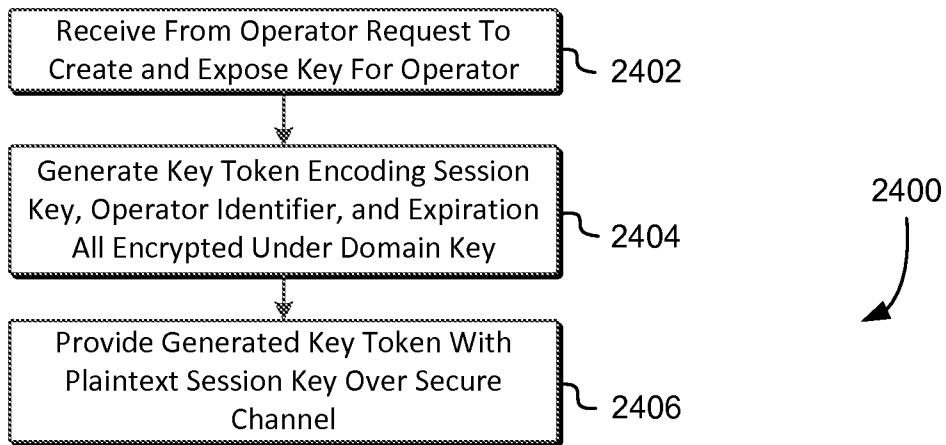 Receive From Operator Request To
Create and Expose Key For Operator
2402
Generate Key Token Encoding Session
Key, Operator Identifier, and Expiration
All Encrypted Under Domain Key
2404
2400
Provide Generated Key Token With
Plaintext Session Key Over Secure
Channel
2406